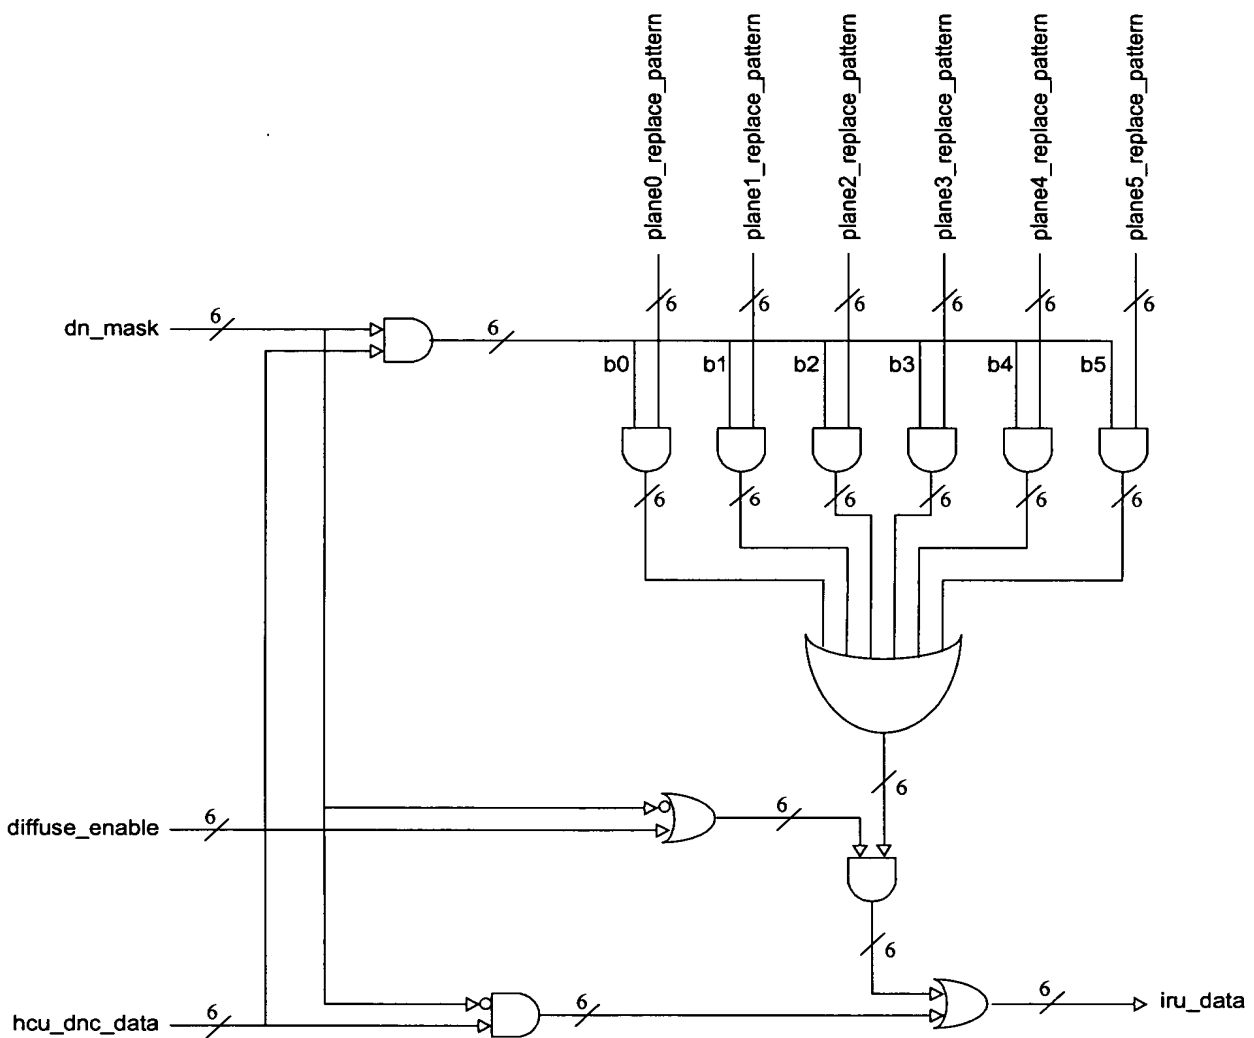 plane0_replace_pattern
plane1_replace_pattern
plane2_replace_pattern
plane3_replace_pattern
plane4_replace_pattern
plane5_replace_pattern
6 6 6 6 6 6
dn_mask 6 6
b0 b1 b2 b3 b4 b5
6 6 6 6 6 6
6
6
diffuse_enable 6
6
6 6 iru_data
hcu_dnc_data 6